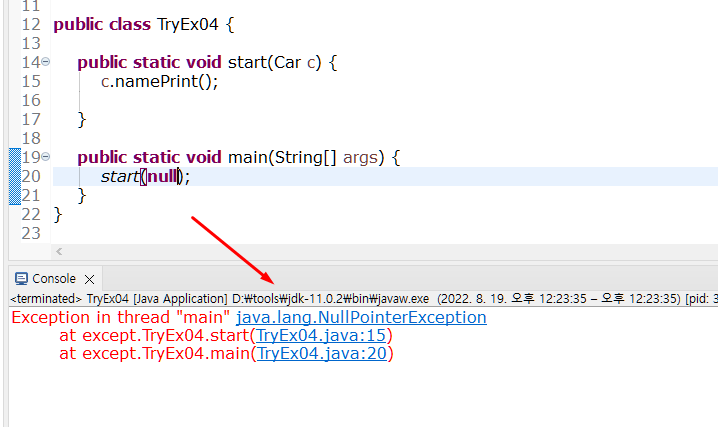 11
12 public class TryEx04 {
13
14 public static void start(Car c) {
15 c.namePrint();
16
17 }
18
19 public static void main(String[] args) {
20 start(null);
21 }
22 }
23
Console
<terminated> TryEx04 [Java Application] D:₩tools₩jdk-11.0.2₩bin₩javaw.exe (2022. 8. 19. 오후 12:23:35 – 오후 12:23:35) [pid: 3
Exception in thread "main" java.lang.NullPointerException
at except.TryEx04.start(TryEx04.java:15)
at except.TryEx04.main(TryEx04.java:20)